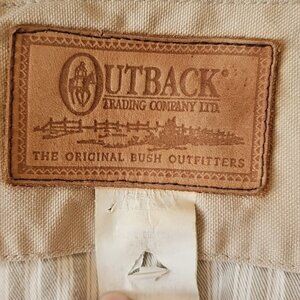 OUTBACK®
TRADING COMPANY LTD.
THE ORIGINAL BUSH OUTFITTERS